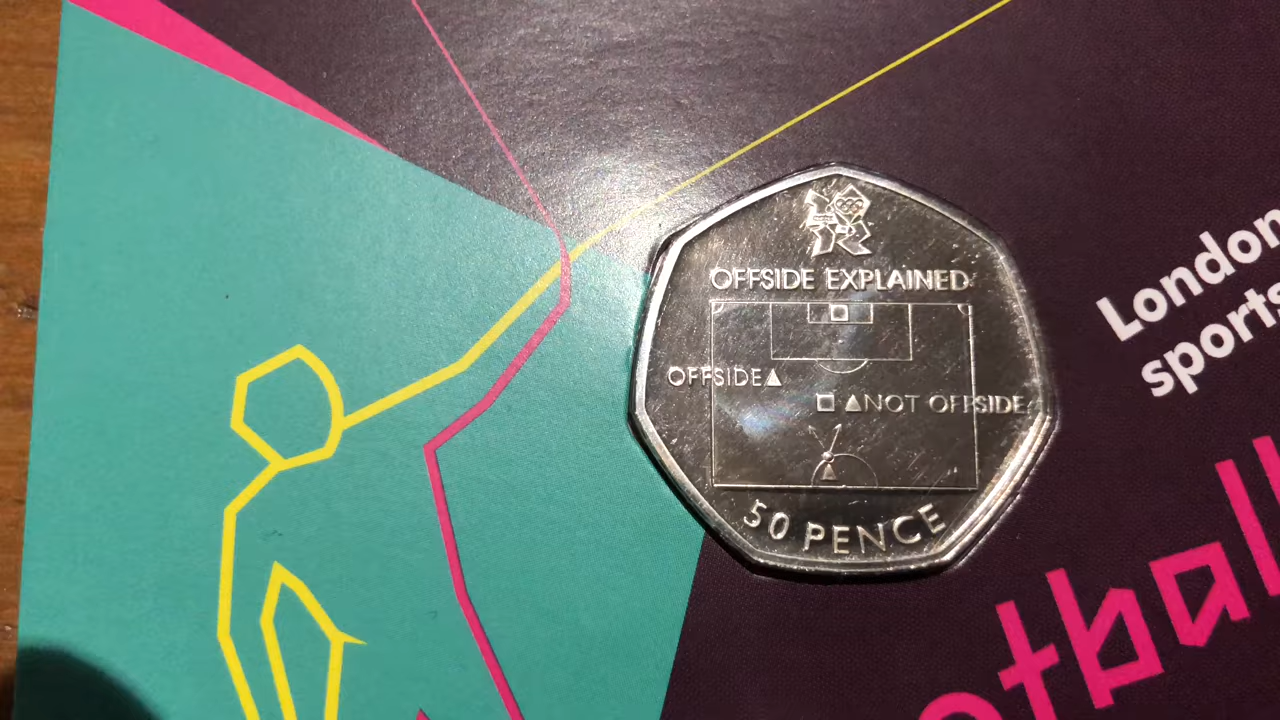 OFFSIDE EXPLAINED
OFFSIDE
NOT OFFSIDE
50 PENCE
London
sports
otball